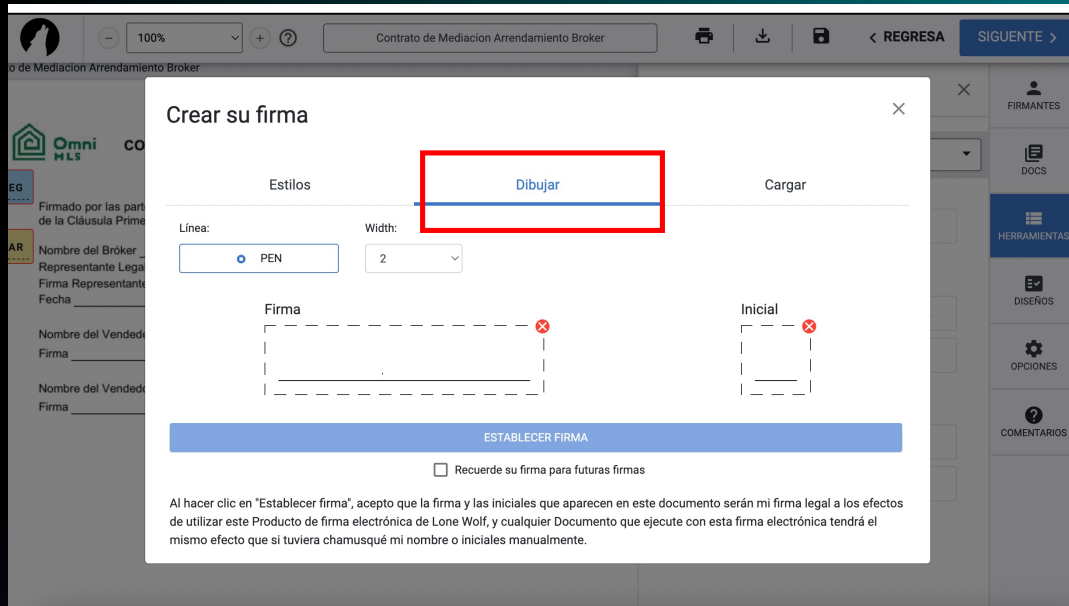 100%
Contrato de Mediacion Arrendamiento Broker
REGRESA
SIGUENTE
o de Mediacion Arrendamiento Broker
FIRMANTES
DOCS
HERRAMIENTAS
DISEÑOS
OPCIONES
COMENTARIOS
Omni
MLS
CO
EG
Firmado por las part
de la Cláusula Prime
AR
Nombre del Bróker
Representante Lega
Firma Representante
Fecha
Nombre del Vended
Firma
Nombre del Vended
Firma
Crear su firma
Estilos
Dibujar
Cargar
Línea:
Width:
PEN
2
Firma
Inicial
ESTABLECER FIRMA
Recuerde su firma para futuras firmas
Al hacer clic en "Establecer firma", acepto que la firma y las iniciales que aparecen en este documento serán mi firma legal a los efectos
de utilizar este Producto de firma electrónica de Lone Wolf, y cualquier Documento que ejecute con esta firma electrónica tendrá el
mismo efecto que si tuviera chamusqué mi nombre o iniciales manualmente.